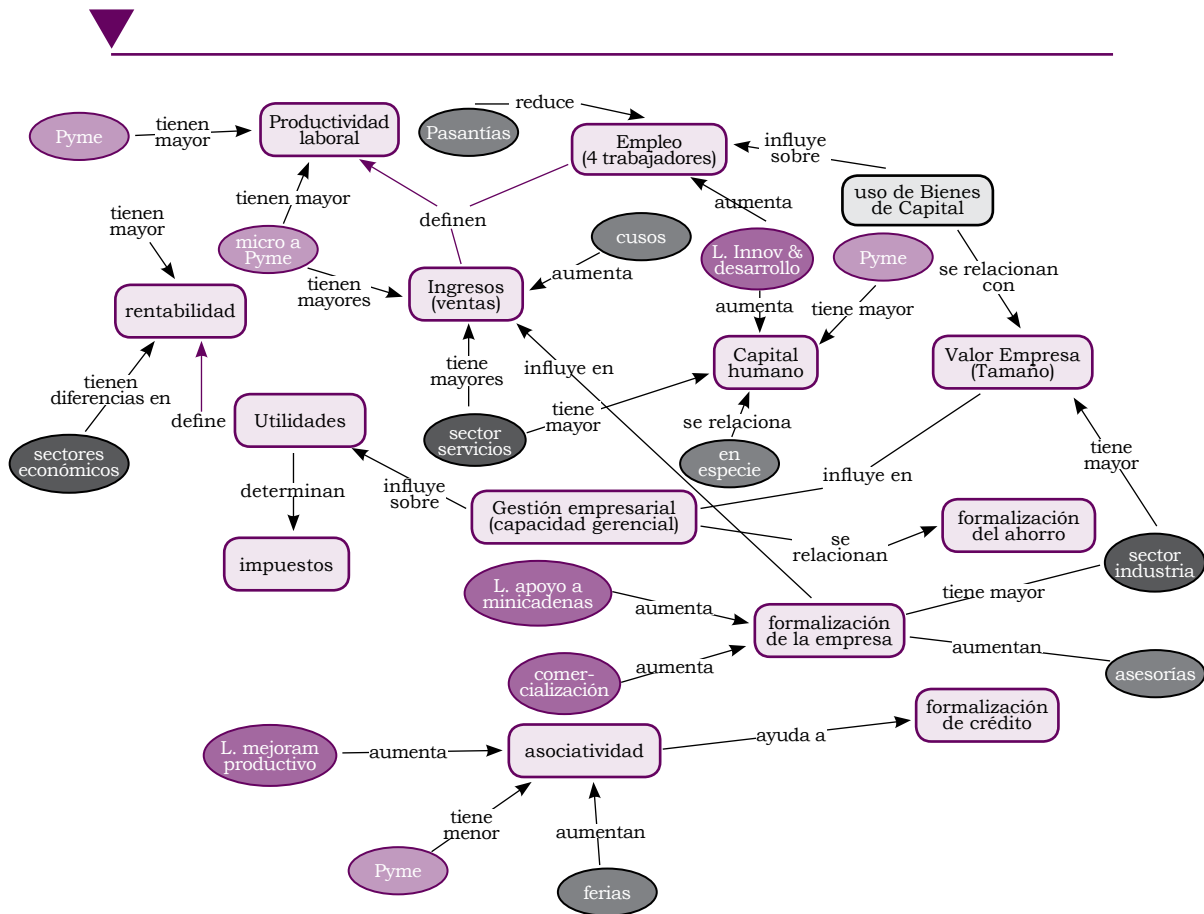 reduce
Pyme
tienen
mayor
Productividad
laboral
Pasantías
Empleo
(4 trabajadores)
influye
sobre
uso de Bienes
de Capital
tienen mayor
aumenta
tienen
mayor
definen
micro a
Pyme
cusos
L. Innov &
desarrollo
Pyme
aumenta
se relacionan
con
tienen
mayores
Ingresos
(ventas)
rentabilidad
aumenta
tiene mayor
tiene
mayores
influye en
Capital
humano
Valor Empresa
(Tamaño)
tienen
diferencias en
define
Utilidades
tiene
mayor
se relaciona
sectores
económicos
sector
servicios
en
especie
tiene
mayor
determinan
influye
sobre
influye en
Gestión empresarial
(capacidad gerencial)
formalización
del ahorro
se
relacionan
impuestos
sector
industria
L. apoyo a
minicadenas
aumenta
tiene mayor
formalización
de la empresa
aumentan
comer-
cialización
aumenta
asesorías
formalización
de crédito
L. mejoram
productivo
aumenta
asociatividad
ayuda a
tiene
menor
aumentan
Pyme
ferias